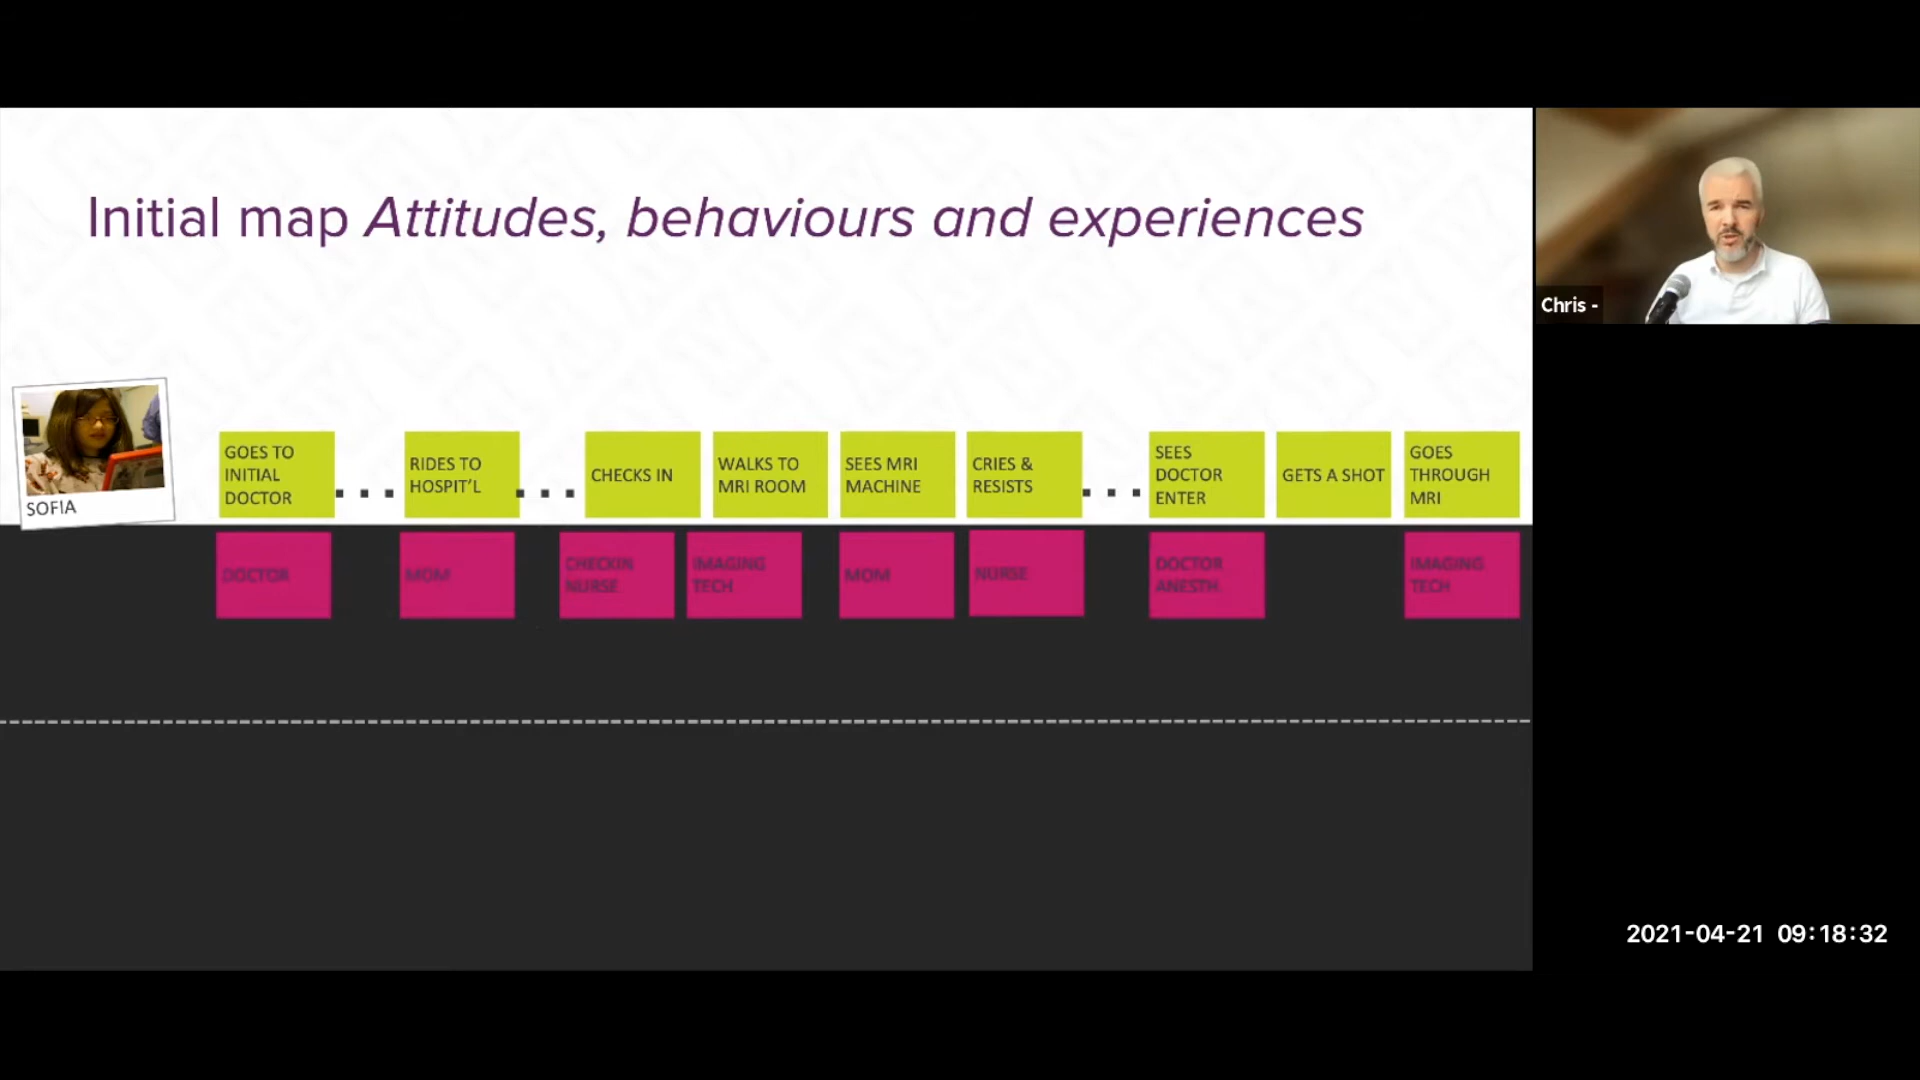 Initial map Attitudes, behaviours and experiences
Chris -
SOFIA
GOES TO
INITIAL
DOCTOR
RIDES TO
HOSPIT'L
CHECKS IN
WALKS TO
MRI ROOM
SEES MRI
MACHINE
CRIES &
RESISTS
SEES
DOCTOR
ENTER
GETS A SHOT
GOES
THROUGH
MRI
DOCTOR
MOM
CHECKIN
NURSE
IMAGING
TECH
MOM
NURSE
DOCTOR
ANESTH.
IMAGING
TECH
2021-04-21 09:18:32